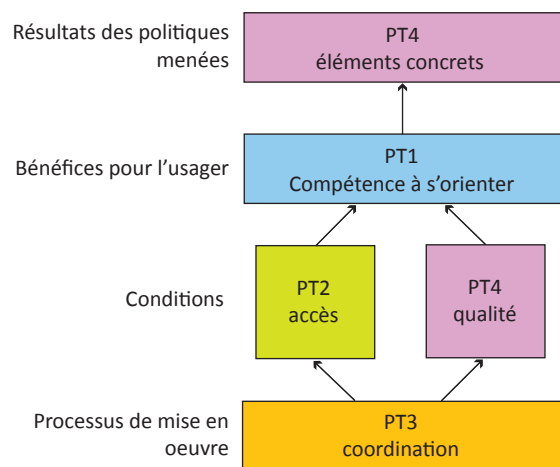 Résultats des politiques
menées
PT4
éléments concrets
Bénéfices pour l'usager
PT1
Compétence à s'orienter
Conditions
PT2
accès
PT4
qualité
Processus de mise en
oeuvre
PT3
coordination